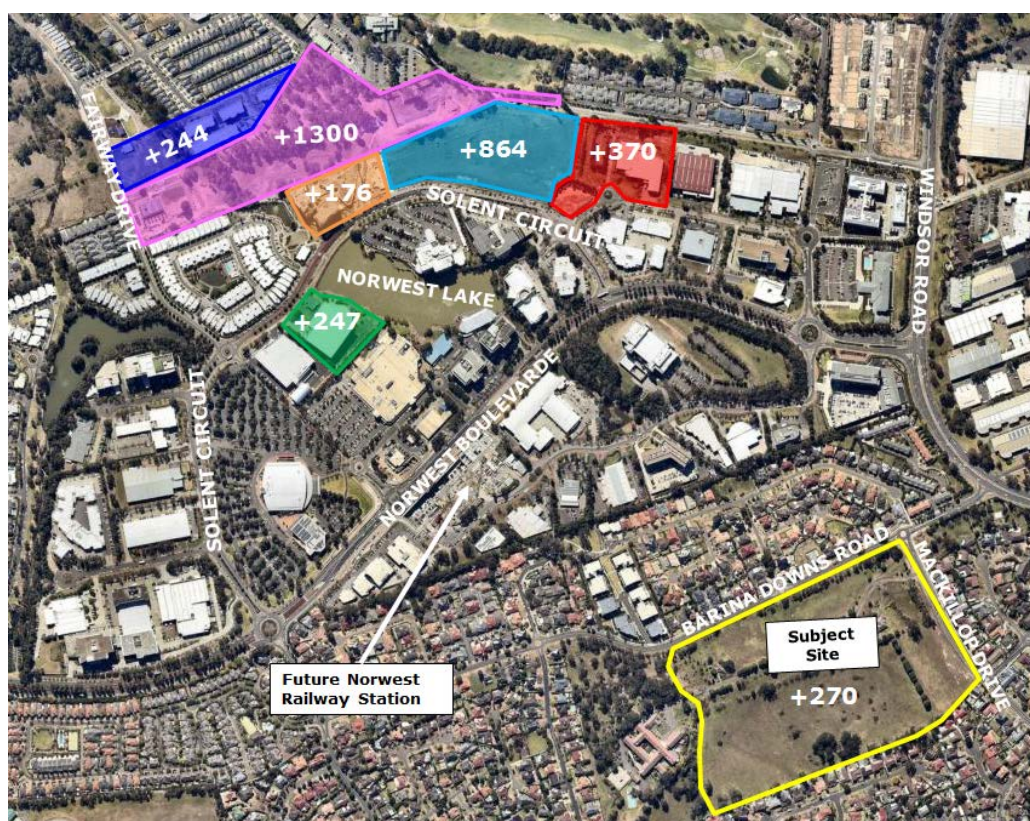 +244
+1300
+864
+370
FAIRWAY DRIVE
+176
SOLENT CIRCUIT
WINDSOR ROAD
NORWEST LAKE
+247
SOLENT CIRCUIT
NORWEST BOULEVARDE
BARINA DOWNS ROAD
MACKILLOP DRIVE
Subject
Site
+270
Future Norwest
Railway Station